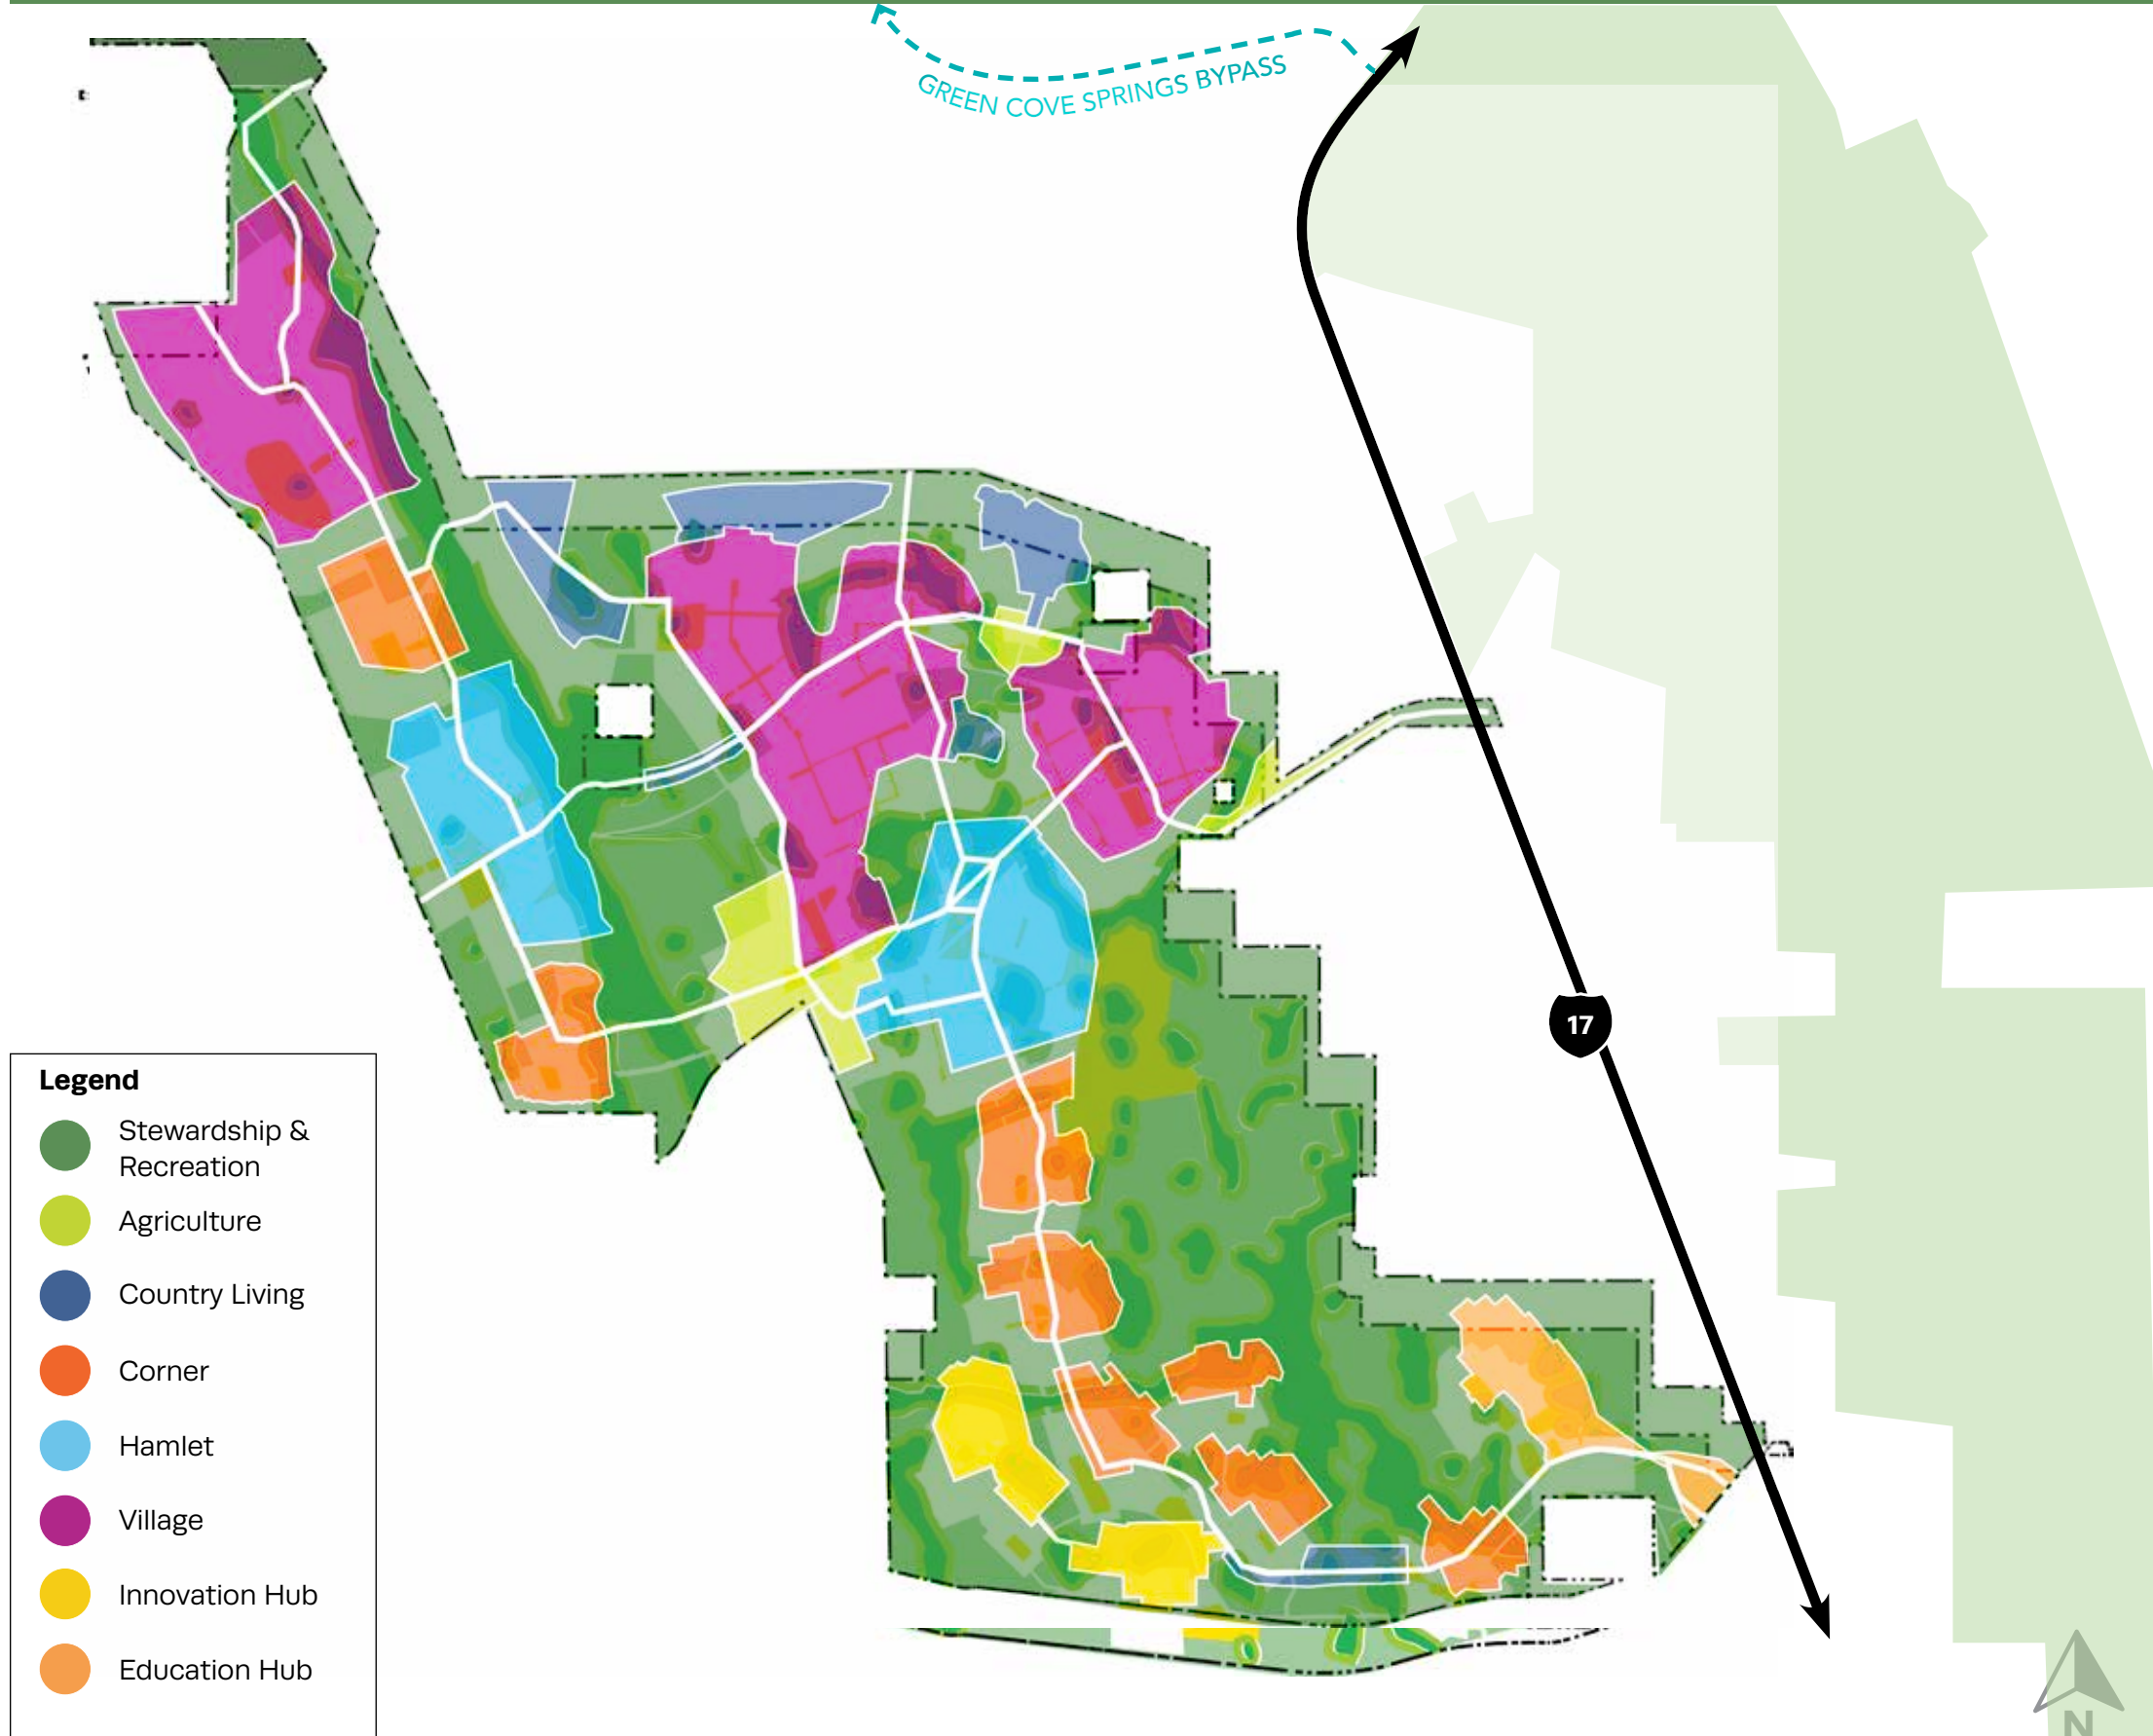 GREEN COVE SPRINGS BYPASS
17
Legend
Stewardship &
Recreation
Agriculture
Country Living
Corner
Hamlet
Village
Innovation Hub
Education Hub
N